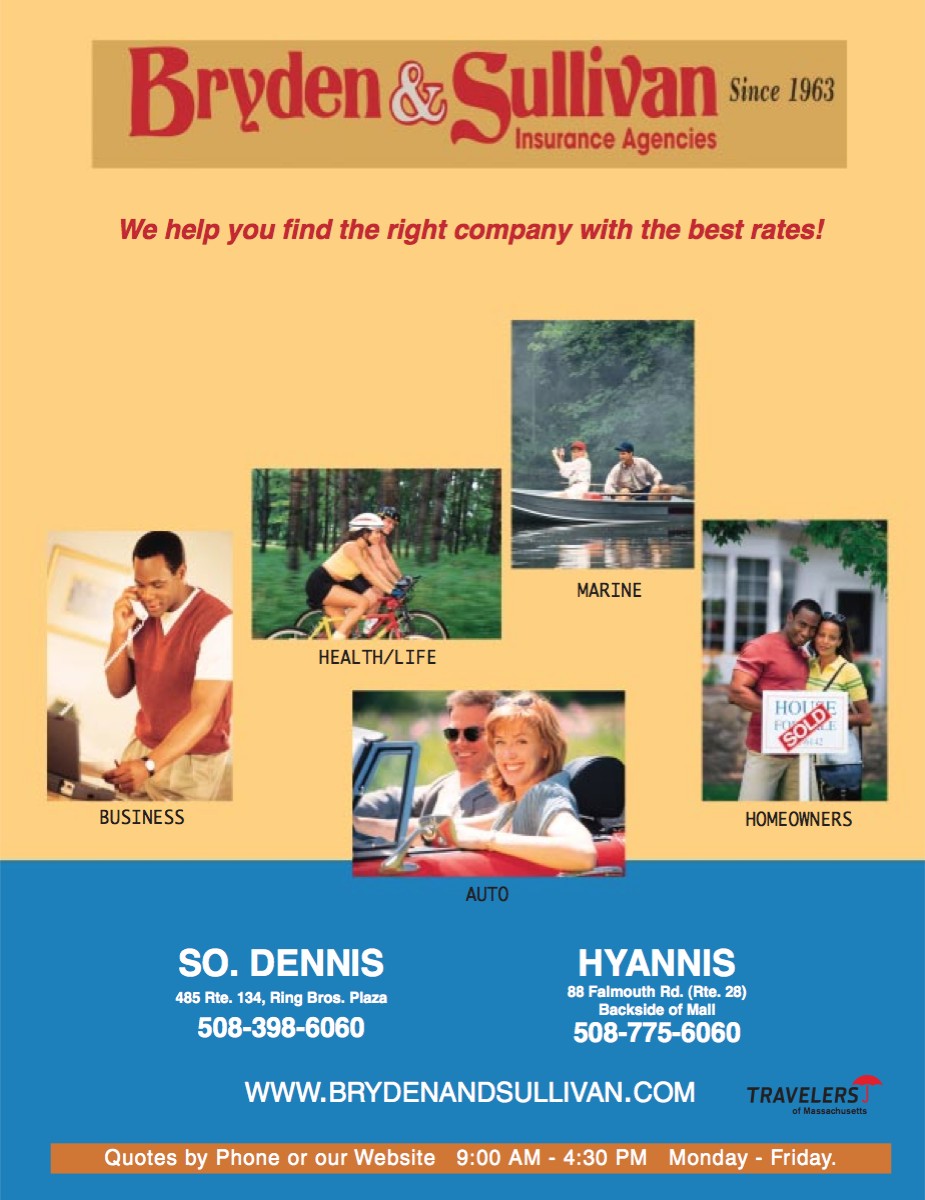 Bryden & Sullivan Since 1963
Insurance Agencies
We help you find the right company with the best rates!
MARINE
HEALTH/LIFE
HOUSE
FOR SALE
SOLD
BUSINESS
HOMEOWNERS
AUTO
SO. DENNIS
485 Rte. 134, Ring Bros. Plaza
508-398-6060
HYANNIS
88 Falmouth Rd. (Rte. 28)
Backside of Mall
508-775-6060
WWW.BRYDENANDSULLIVAN.COM
TRAVELERS
of Massachusetts
Quotes by Phone or our Website 9:00 AM - 4:30 PM Monday - Friday.